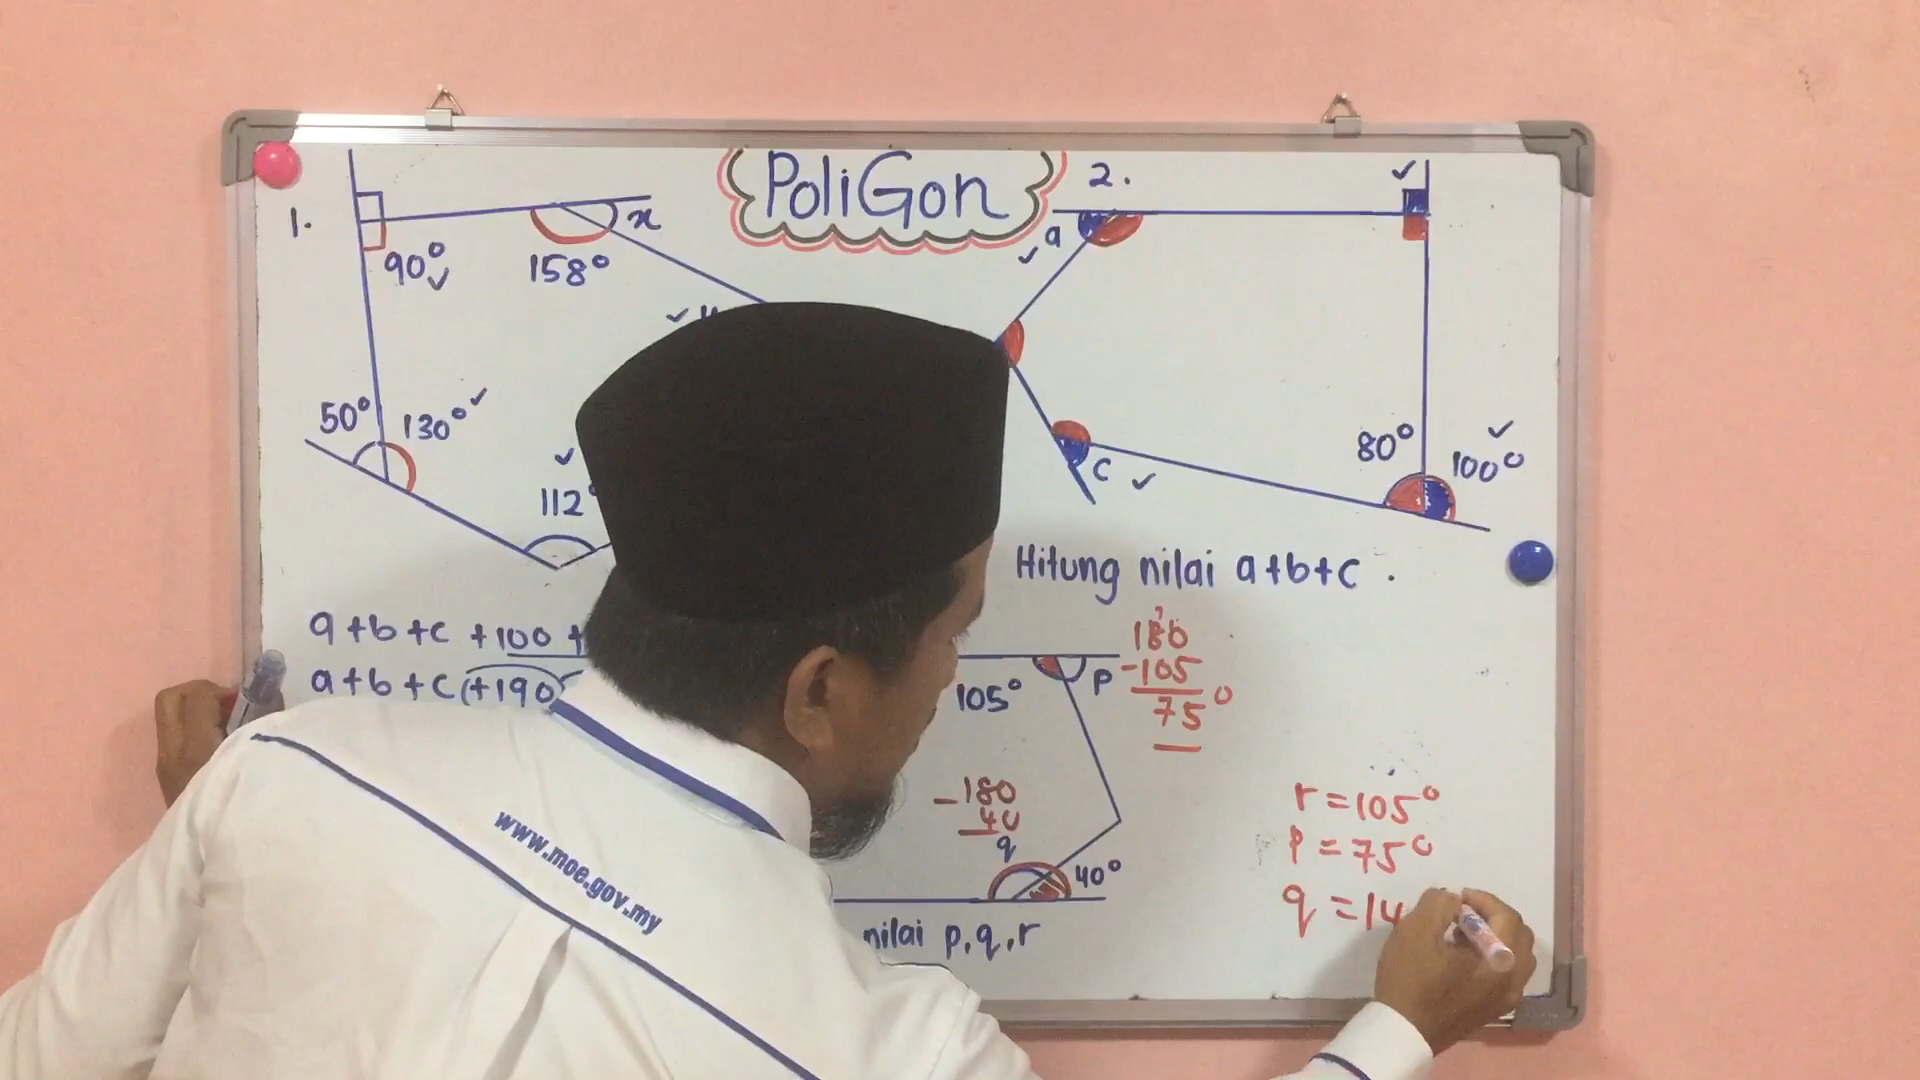 PoliGon
1.
x
90°
158°
50°
130°
112
2.
a
C
80°
100°
Hitung nilai a+b+c.
a+b+c +100 +
a+b+c(+190
105°
P
180
-105
75°
-180
40
q
40°
nilai p,q,r
r=105°
P=75°
q=14
www.moe.gov.my